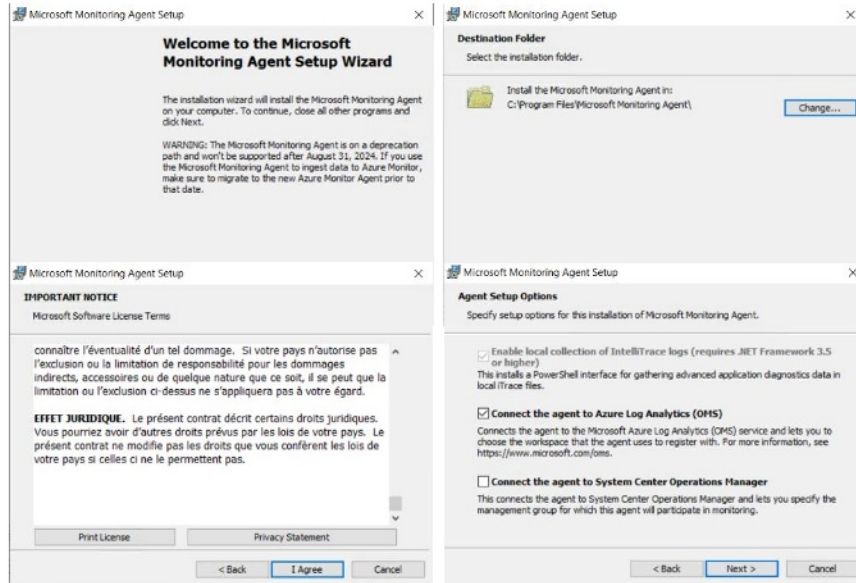 Microsoft Monitoring Agent Setup
Welcome to the Microsoft
Monitoring Agent Setup Wizard
The installation wizard will install the Microsoft Monitoring Agent
on your computer. To continue, close all other programs and
click Next.
WARNING: The Microsoft Monitoring Agent is on a deprecation
path and won't be supported after August 31, 2024. If you use
the Microsoft Monitoring Agent to ingest data to Azure Monitor,
make sure to migrate to the new Azure Monitor Agent prior to
that date.
Microsoft Monitoring Agent Setup
Destination Folder
Select the installation folder.
Install the Microsoft Monitoring Agent in:
C:\Program Files\Microsoft Monitoring Agent\
Change...
Microsoft Monitoring Agent Setup
IMPORTANT NOTICE
Microsoft Software License Terms
connaître l'éventualité d'un tel dommage. Si votre pays n'autorise pas
l'exclusion ou la limitation de responsabilité pour les dommages
indirects, accessoires ou de quelque nature que ce soit, il se peut que la
limitation ou l'exclusion ci-dessus ne s'appliquera pas à votre égard.
EFFET JURIDIQUE. Le présent contrat décrit certains droits juridiques.
Vous pourriez avoir d'autres droits prévus par les lois de votre pays. Le
présent contrat ne modifie pas les droits que vous confèrent les lois de
votre pays si celles ci ne le permettent pas.
Print License
Privacy Statement
< Back
I Agree
Cancel
Microsoft Monitoring Agent Setup
Agent Setup Options
Specify setup options for this installation of Microsoft Monitoring Agent.
Enable local collection of IntelliTrace logs (requires .NET Framework 3.5
or higher)
This installs a PowerShell interface for gathering advanced application diagnostics data in
local iTrace files.
Connect the agent to Azure Log Analytics (OMS)
Connects the agent to the Microsoft Azure Log Analytics (OMS) service and lets you to
choose the workspace that the agent uses to register with. For more information, see
https://www.microsoft.com/oms.
Connect the agent to System Center Operations Manager
This connects the agent to System Center Operations Manager and lets you specify the
management group for which this agent will participate in monitoring.
< Back
Next >
Cancel